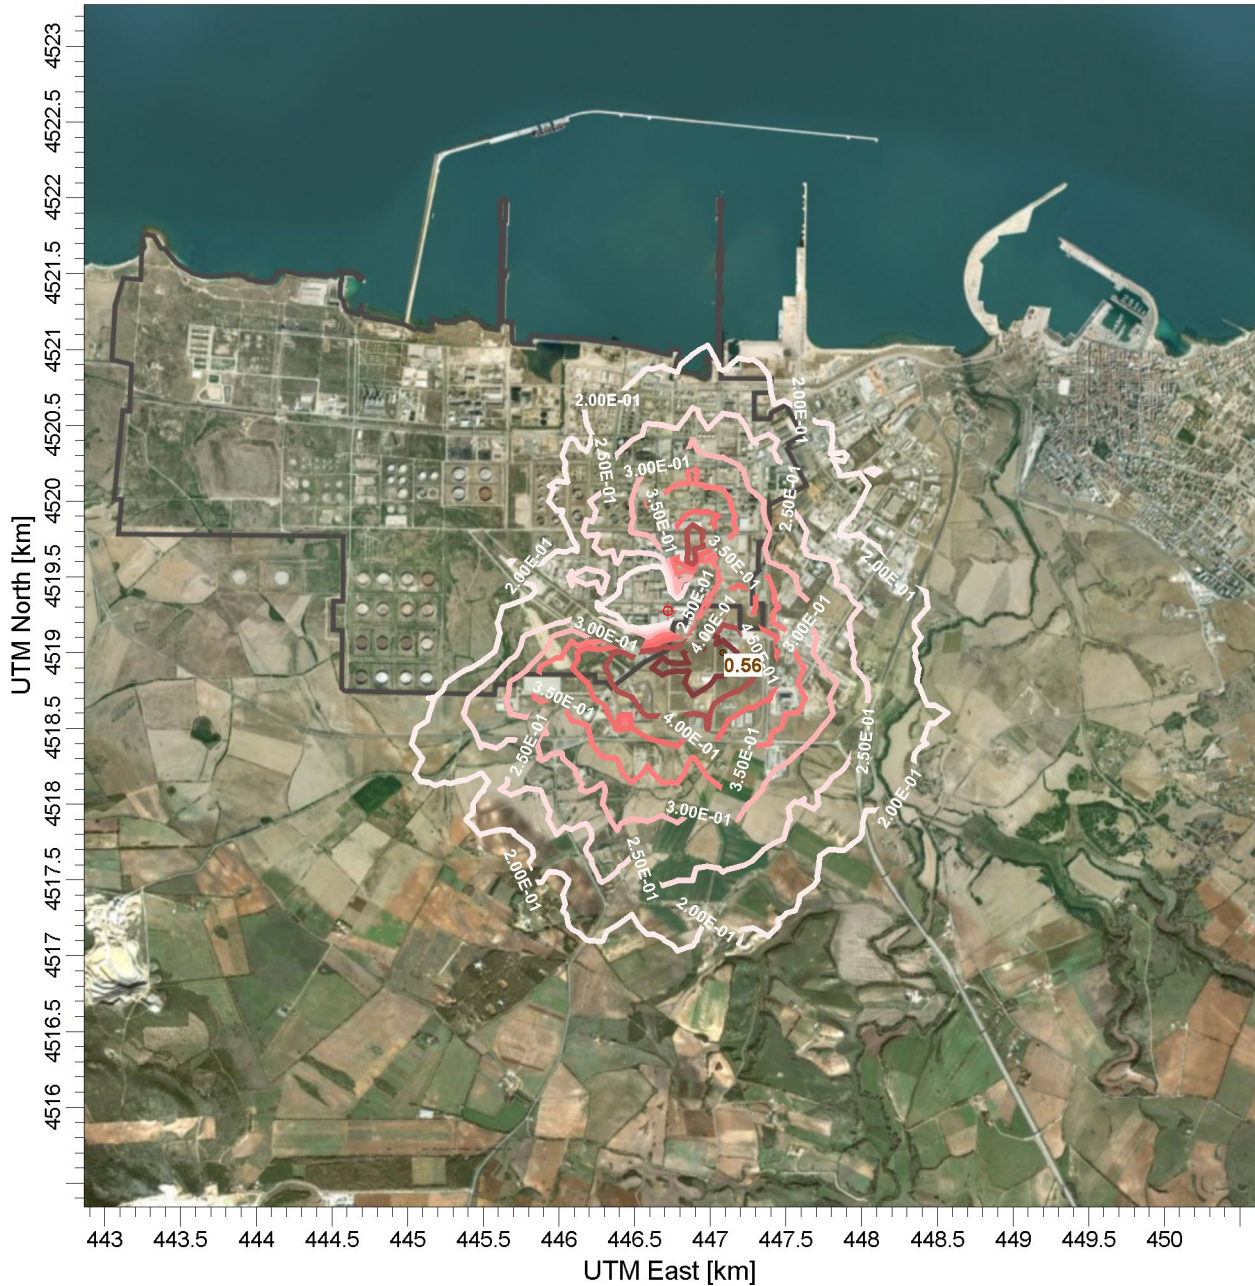 4523
4522.5
4522
4521.5
4521
4520.5
4520
4519.5
4519
4518.5
4518
4517.5
4517
4516.5
4516
UTM North [km]
2.00E-01
2.00E-01
2.50E-01
3.00E-01
2.50E-01
3.50E-01
3.50E-01
2.00E-01
2.00E-01
2.50E-01
3.00E-01
4.00E-01
3.00E-01
4.50E-01
0.56
3.50E-01
4.00E-01
2.50E-01
2.50E-01
3.50E-01
2.00E-01
3.00E-01
2.50E-01
2.00E-01
2.00E-01
443
443.5
444
444.5
445
445.5
446
446.5
447
447.5
448
448.5
449
449.5
450
UTM East [km]